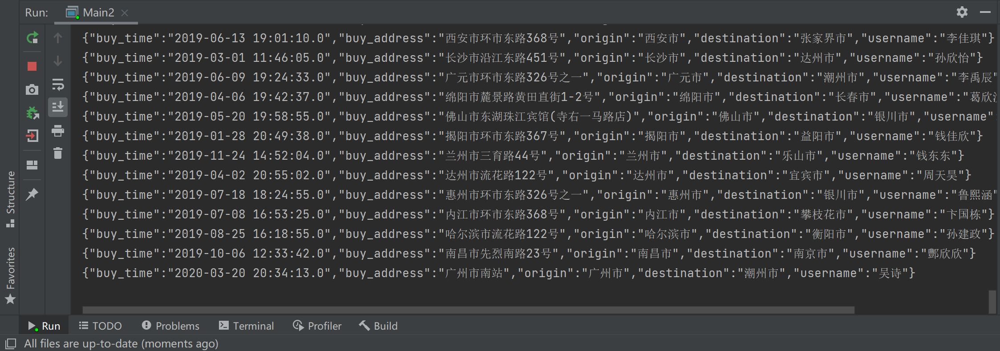 Run: Main2
{"buy_time":"2019-06-13 19:01:10.0","buy_address":"西安市环市东路368号","origin":"西安市","destination":"张家界市","username":"李佳琪"}
{"buy_time":"2019-03-01 11:46:05.0","buy_address":"长沙市沿江东路451号","origin":"长沙市","destination":"达州市","username":"孙欣怡"}
{"buy_time":"2019-06-09 19:24:33.0","buy_address":"广元市环市东路326号之一","origin":"广元市","destination":"潮州市","username":"李禹辰"
{"buy_time":"2019-04-06 19:42:37.0","buy_address":"绵阳市麓景路黄田直街1-2号","origin":"绵阳市","destination":"长春市","username":"葛欣
{"buy_time":"2019-05-20 19:58:55.0","buy_address":"佛山市东湖珠江宾馆(寺右一马路店)","origin":"佛山市","destination":"银川市","username":
{"buy_time":"2019-01-28 20:49:38.0","buy_address":"揭阳市环市东路367号","origin":"揭阳市","destination":"益阳市","username":"钱佳欣"}
{"buy_time":"2019-11-24 14:52:04.0","buy_address":"兰州市三育路44号","origin":"兰州市","destination":"乐山市","username":"钱东东"}
{"buy_time":"2019-04-02 20:55:02.0","buy_address":"达州市流花路122号","origin":"达州市","destination":"宜宾市","username":"周天昊"}
{"buy_time":"2019-07-18 18:24:55.0","buy_address":"惠州市环市东路326号之一","origin":"惠州市","destination":"银川市","username":"鲁熙涵"
{"buy_time":"2019-07-08 16:53:25.0","buy_address":"内江市环市东路368号","origin":"内江市","destination":"攀枝花市","username":"卞国栋"}
{"buy_time":"2019-08-25 16:18:55.0","buy_address":"哈尔滨市流花路122号","origin":"哈尔滨市","destination":"衡阳市","username":"孙建政"}
{"buy_time":"2019-10-06 12:33:42.0","buy_address":"南昌市先烈南路23号","origin":"南昌市","destination":"南京市","username":"酆欣欣"}
{"buy_time":"2020-03-20 20:34:13.0","buy_address":"广州市南站","origin":"广州市","destination":"潮州市","username":"吴诗"}
Structure
Favorites
Run TODO Problems Terminal Profiler Build
All files are up-to-date (moments ago)